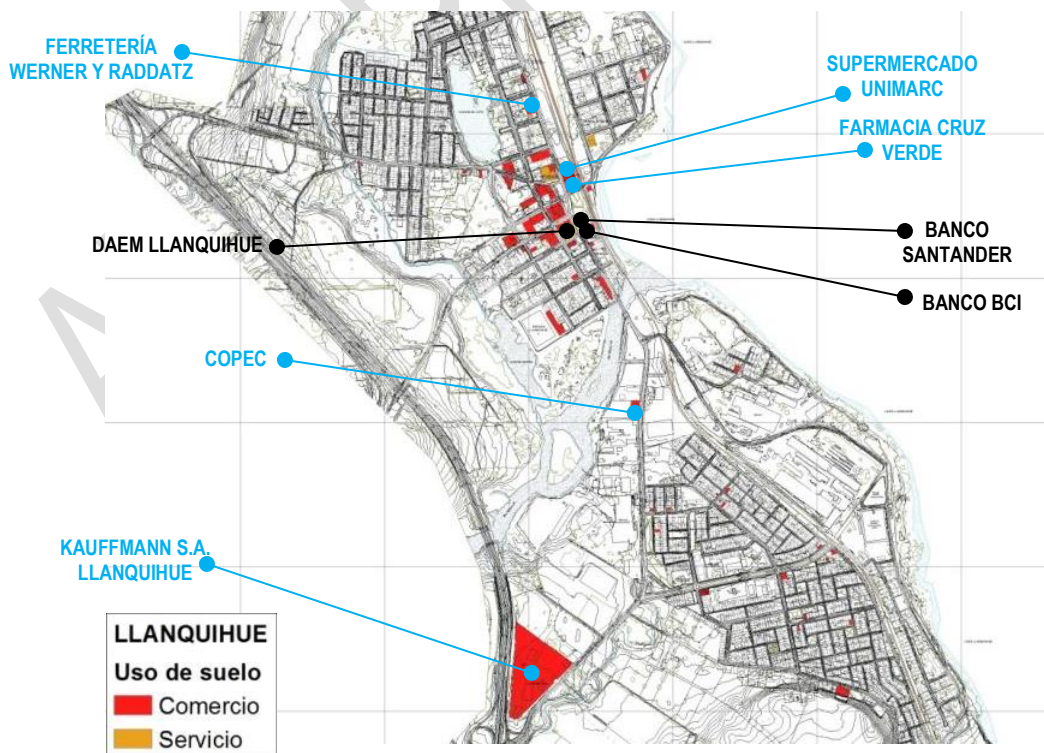 FERRETERÍA
WERNER Y RADDATZ
SUPERMERCADO
UNIMARC
FARMACIA CRUZ
VERDE
DAEM LLANQUIHUE
BANCO
SANTANDER
BANCO BCI
COPEC
KAUFFMANN S.A.
LLANQUIHUE
LLANQUIHUE
Uso de suelo
Comercio
Servicio